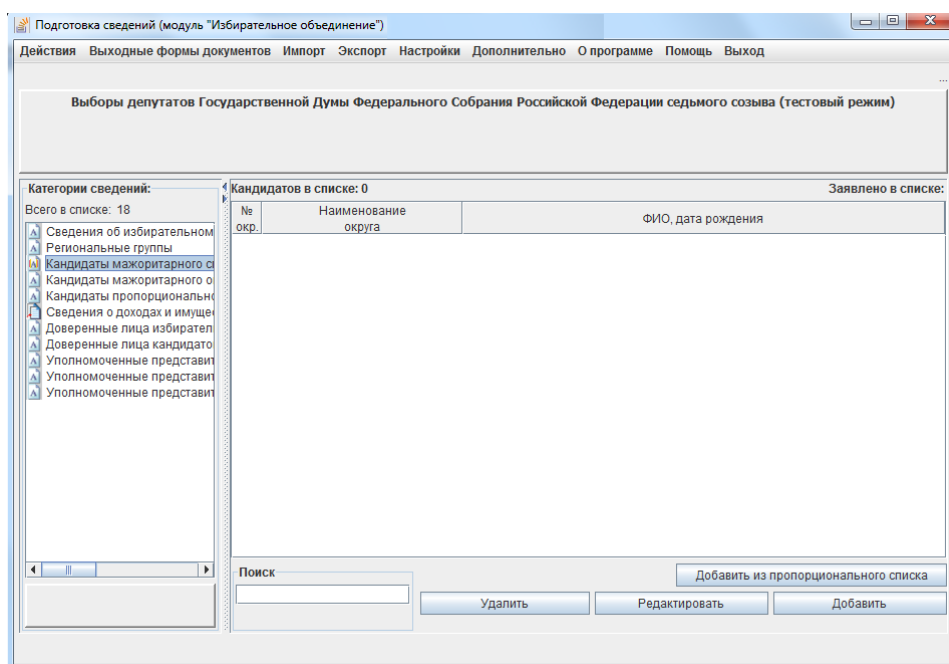 Подготовка сведений (модуль "Избирательное объединение")
Действия Выходные формы документов Импорт Экспорт Настройки Дополнительно О программе Помощь Выход
...
Выборы депутатов Государственной Думы Федерального Собрания Российской Федерации седьмого созыва (тестовый режим)
Категории сведений:
Всего в списке: 18
Сведения об избирательном
Региональные группы
Кандидаты мажоритарного
Кандидаты мажоритарного о
Кандидаты пропорциональн
Сведения о доходах и имуще
Доверенные лица избирател
Доверенные лица кандидато
Уполномоченные представит
Уполномоченные представит
Уполномоченные представит
Кандидатов в списке: 0 Заявлено в списке:
№ окр.
Наименование округа
ФИО, дата рождения
Поиск
Добавить из пропорционального списка
Удалить Редактировать Добавить